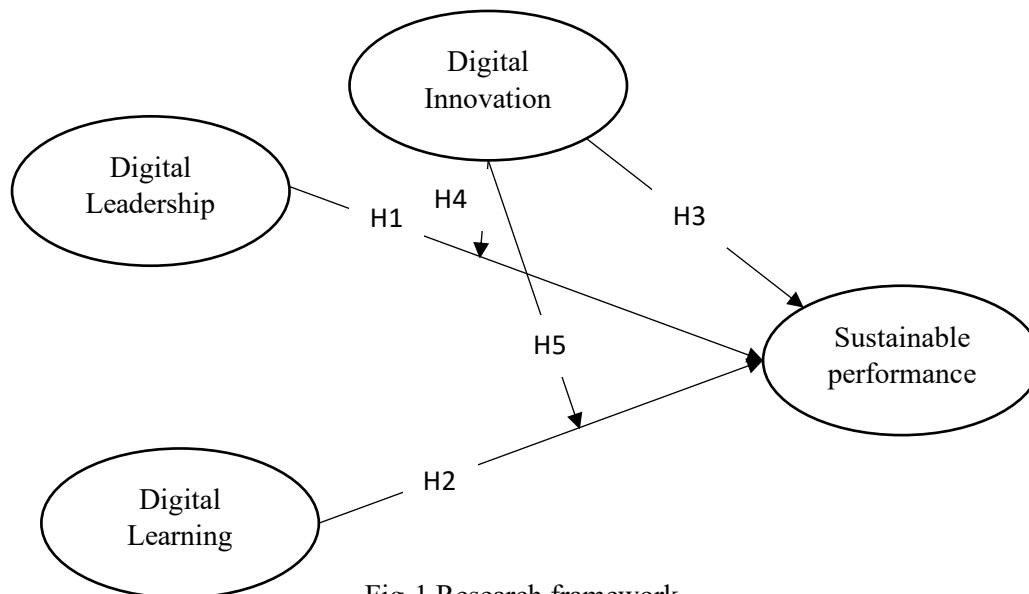 Digital
Innovation
Digital
Leadership
H4
H1
H3
H5
Sustainable
performance
H2
Digital
Learning
Fig 1 Research framework